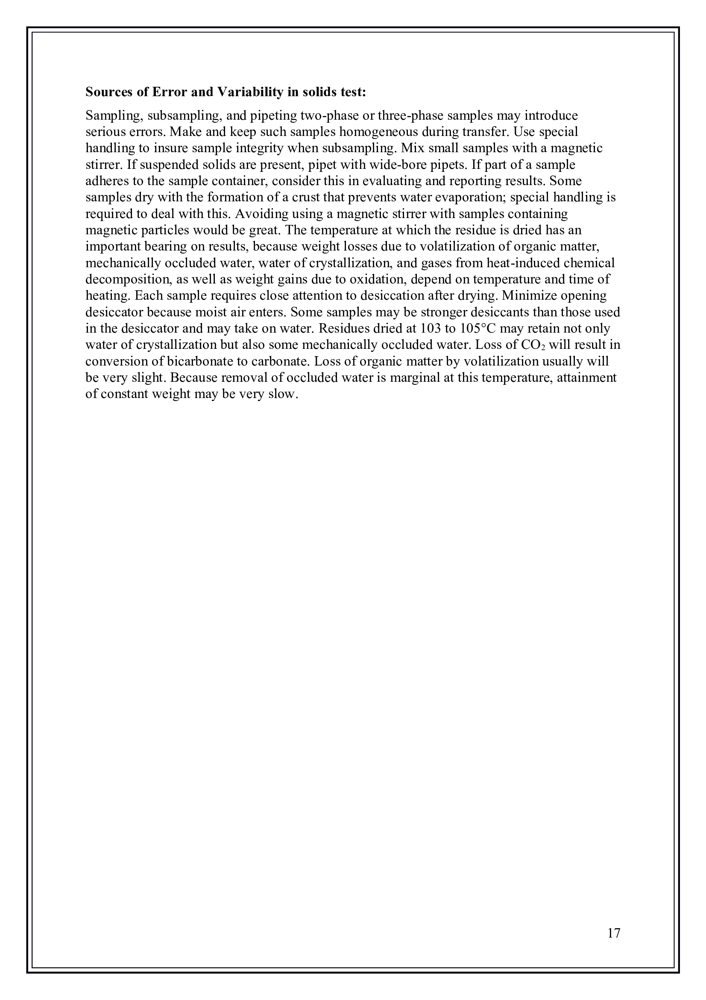 Sources of Error and Variability in solids test:
Sampling, subsampling, and pipeting two-phase or three-phase samples may introduce
serious errors. Make and keep such samples homogeneous during transfer. Use special
handling to insure sample integrity when subsampling. Mix small samples with a magnetic
stirrer. If suspended solids are present, pipet with wide-bore pipets. If part of a sample
adheres to the sample container, consider this in evaluating and reporting results. Some
samples dry with the formation of a crust that prevents water evaporation; special handling is
required to deal with this. Avoiding using a magnetic stirrer with samples containing
magnetic particles would be great. The temperature at which the residue is dried has an
important bearing on results, because weight losses due to volatilization of organic matter,
mechanically occluded water, water of crystallization, and gases from heat-induced chemical
decomposition, as well as weight gains due to oxidation, depend on temperature and time of
heating. Each sample requires close attention to desiccation after drying. Minimize opening
desiccator because moist air enters. Some samples may be stronger desiccants than those used
in the desiccator and may take on water. Residues dried at 103 to 105°C may retain not only
water of crystallization but also some mechanically occluded water. Loss of CO₂ will result in
conversion of bicarbonate to carbonate. Loss of organic matter by volatilization usually will
be very slight. Because removal of occluded water is marginal at this temperature, attainment
of constant weight may be very slow.
17